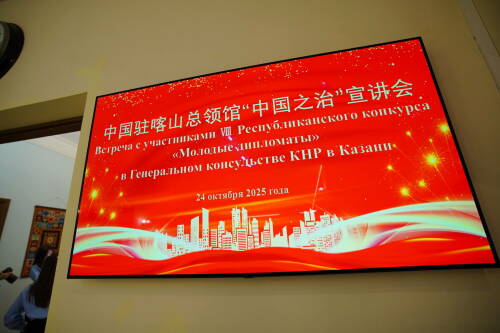 中国驻喀山总领馆“中国之治”宣讲会
Встреча с участниками VIII Республиканского конкурса
«Молодые дипломаты»
в Генеральном консульстве КНР в Казани
24 октября 2025 года